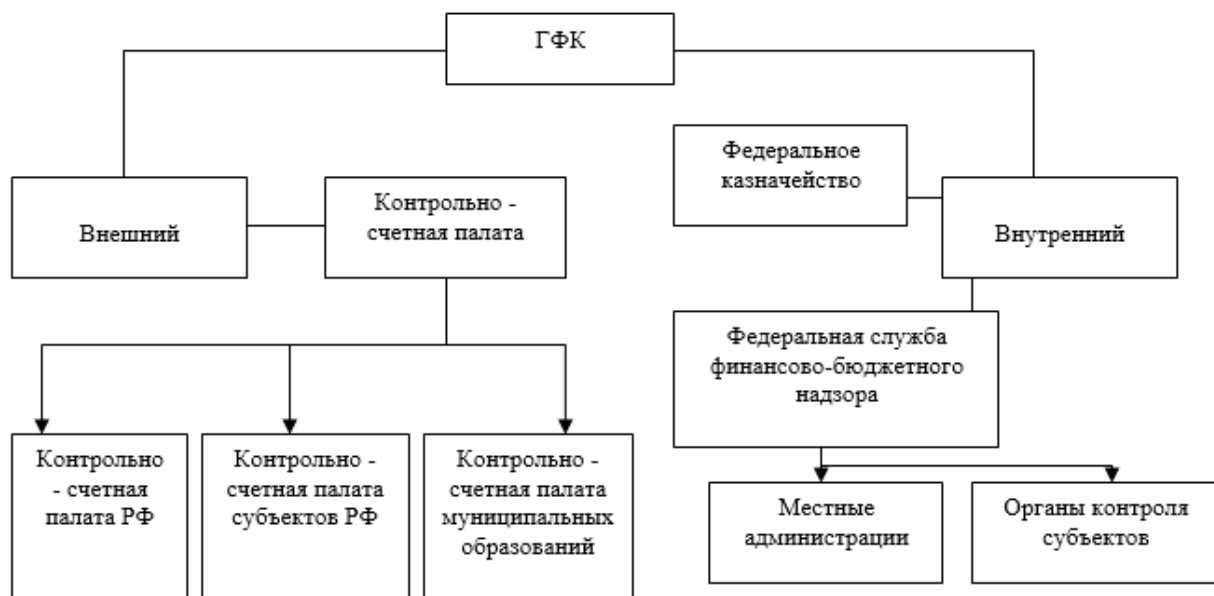 ГФК
Федеральное
казначейство
Внешний
Контрольно -
счетная палата
Внутренний
Федеральная служба
финансово-бюджетного
надзора
Контрольно
- счетная
палата РФ
Контрольно -
счетная палата
субъектов РФ
Контрольно -
счетная палата
муниципальных
образований
Местные
администрации
Органы контроля
субъектов